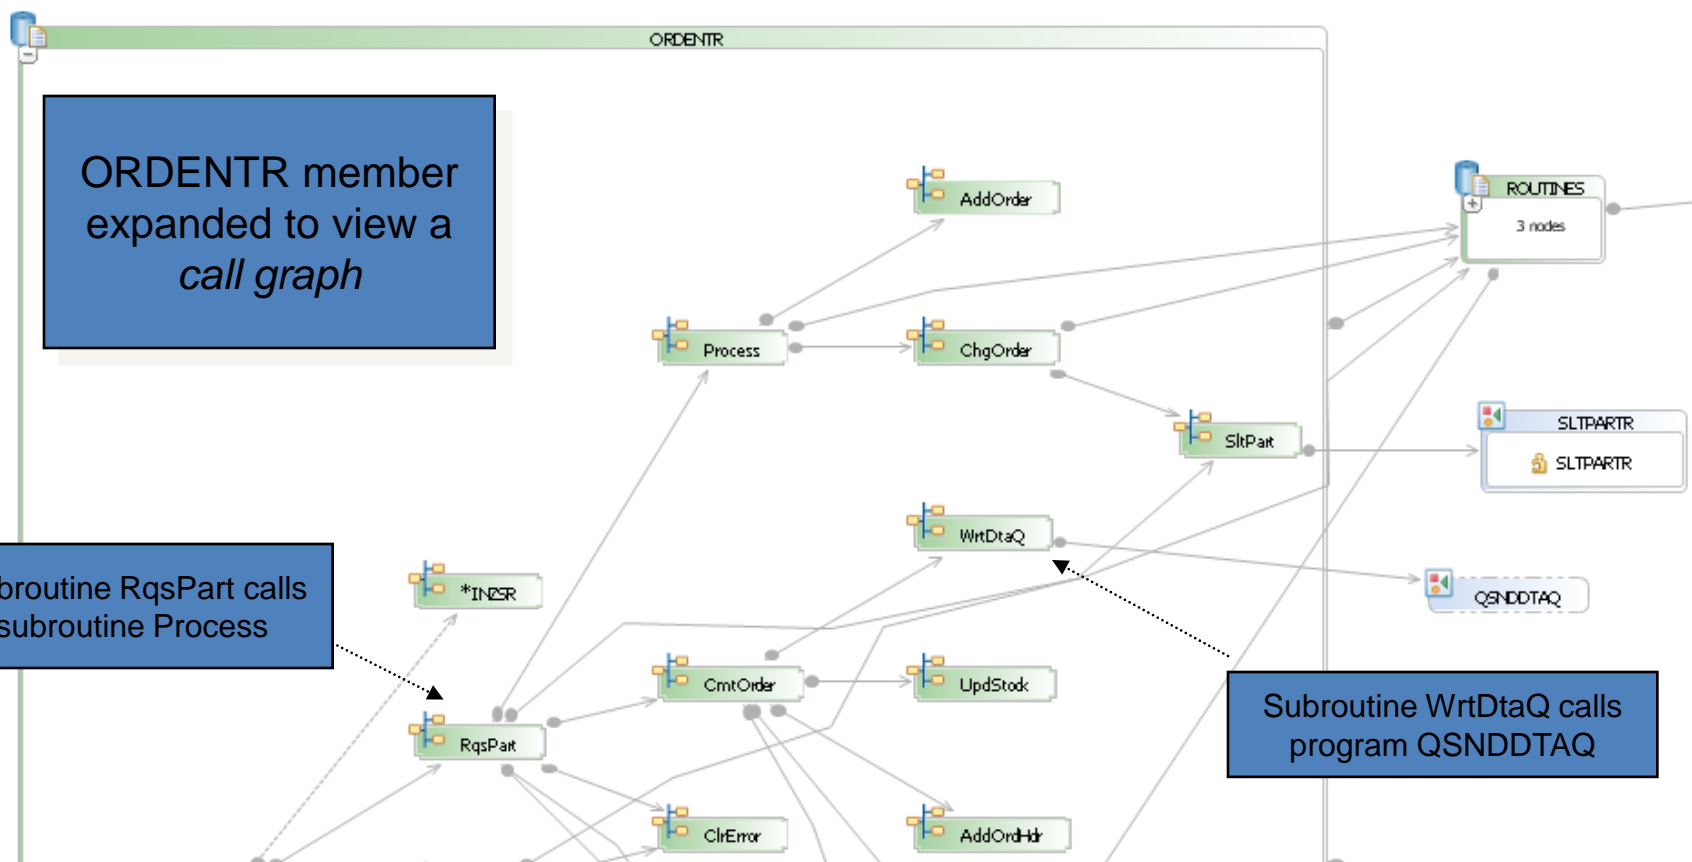 ORDENTR
ORDENTR member
expanded to view a
call graph
AddOrder
ROUTINES
3 nodes
Process
ChgOrder
SLTPARTR
SLTPARTR
SltPart
WrtDtaQ
*INZSR
QSNDDTAQ
broutine RqsPart calls
subroutine Process
CmtOrder
UpdStock
Subroutine WrtDtaQ calls
program QSNDDTAQ
RqsPart
ClrError
AddOrdHdr